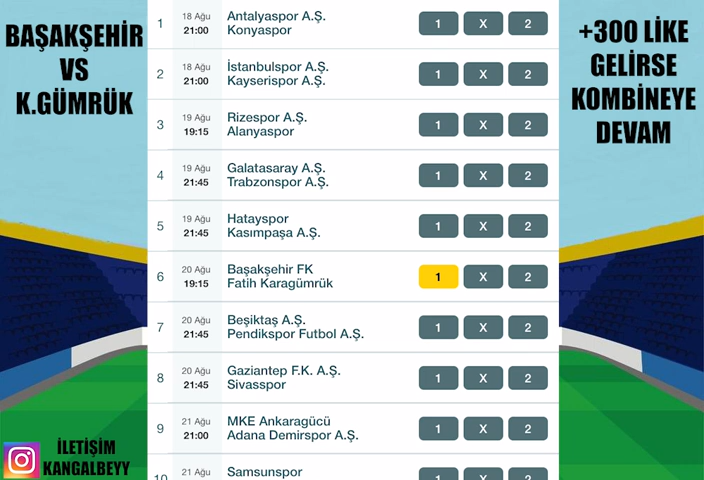 BAŞAKŞEHİR
VS
K.GÜMRÜK
1 18 Ağu 21:00 Antalyaspor A.Ş. Konyaspor 1 X 2
2 18 Ağu 21:00 İstanbulspor A.Ş. Kayserispor A.Ş. 1 X 2
3 19 Ağu 19:15 Rizespor A.Ş. Alanyaspor 1 X 2
4 19 Ağu 21:45 Galatasaray A.Ş. Trabzonspor A.Ş. 1 X 2
5 19 Ağu 21:45 Hatayspor Kasımpaşa A.Ş. 1 X 2
6 20 Ağu 19:15 Başakşehir FK Fatih Karagümrük 1 X 2
7 20 Ağu 21:45 Beşiktaş A.Ş. Pendikspor Futbol A.Ş. 1 X 2
8 20 Ağu 21:45 Gaziantep F.K. A.Ş. Sivasspor 1 X 2
9 21 Ağu 21:00 MKE Ankaragücü Adana Demirspor A.Ş. 1 X 2
10 21 Ağu Samsunspor 1 X 2
+300 LİKE
GELİRSE
KOMBİNEYE
DEVAM
İLETİŞİM
KANGALBEYY